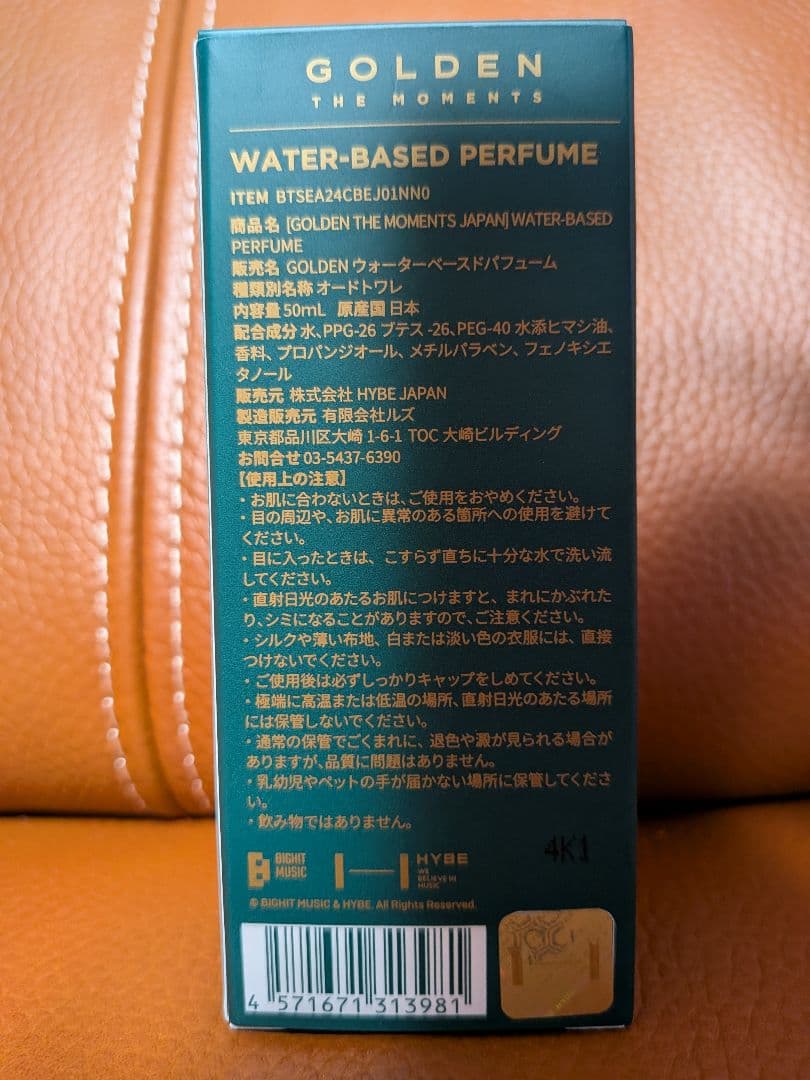 GOLDEN
THE MOMENTS
WATER-BASED PERFUME
ITEM BTSEA24CBEJ01NN0
商品名 [GOLDEN THE MOMENTS JAPAN] WATER-BASED
PERFUME
販売名 GOLDEN ウォーターベースドパフューム
種類別名称 オードトワレ
内容量 50mL 原産国 日本
配合成分 水、PPG-26 ブテス -26、PEG-40 水添ヒマシ油、
香料、プロパンジオール、メチルパラベン、フェノキシエ
タノール
販売元 株式会社 HYBE JAPAN
製造販売元 有限会社ルズ
東京都品川区大崎 1-6-1 TOC 大崎ビルディング
お問合せ 03-5437-6390
【使用上の注意】
・お肌に合わないときは、ご使用をおやめください。
・目の周辺や、お肌に異常のある箇所への使用を避けて
ください。
・目に入ったときは、こすらず直ちに十分な水で洗い流
してください。
・直射日光のあたるお肌につけますと、まれにかぶれた
り、シミになることがありますので、ご注意ください。
・シルクや薄い布地、白または淡い色の衣服には、直接
つけないでください。
・ご使用後は必ずしっかりキャップをしめてください。
・極端に高温または低温の場所、直射日光のあたる場所
には保管しないでください。
・通常の保管でごくまれに、退色や澱が見られる場合が
ありますが、品質に問題はありません。
・乳幼児やペットの手が届かない場所に保管してくださ
い。
・飲み物ではありません。
4K1
BIGHIT
MUSIC
HYBE
WE
BELIEVE IN
MUSIC
© BIGHIT MUSIC & HYBE. All Rights Reserved.
4 571671 313981